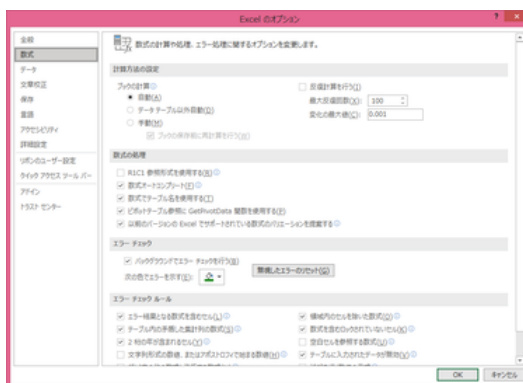 Excel のオプション
全般
数式
データ
文章校正
保存
言語
アクセシビリティ
詳細設定
リボンのユーザー設定
クイック アクセス ツール バー
アドイン
トラスト センター
数式の計算や処理、エラー処理に関するオプションを変更します。
計算方法の設定
ブックの計算
自動(A)
データ テーブル以外自動(D)
手動(M)
ブックの保存前に再計算を行う(W)
反復計算を行う(I)
最大反復回数(X): 100
変化の最大値(C): 0.001
数式の処理
R1C1 参照形式を使用する(R)
数式オートコンプリート(F)
数式でテーブル名を使用する(T)
ピボットテーブル参照に GetPivotData 関数を使用する(P)
以前のバージョンの Excel でサポートされている数式のバリエーションを提案する
エラー チェック
バックグラウンドでエラー チェックを行う(B)
次の色でエラーを示す(E):
無視したエラーのリセット(G)
エラー チェック ルール
エラー結果となる数式を含むセル(L)
テーブル内の矛盾した集計列の数式(S)
2 桁の年が含まれるセル(Y)
文字列形式の数値、またはアポストロフィで始まる数値(H)
領域内のセルを除いた数式(O)
数式を含むロックされていないセル(K)
空白セルを参照する数式(U)
テーブルに入力されたデータが無効(V)
OK
キャンセル